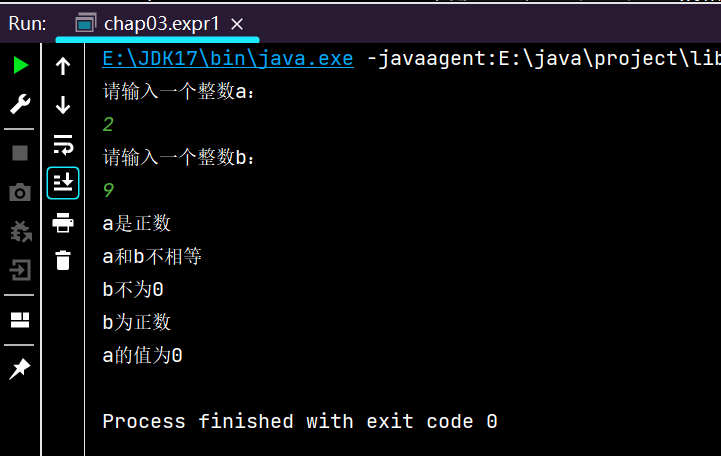 Run: chap03.expr1
E:\JDK17\bin\java.exe -javaagent:E:\java\project\lib
请输入一个整数a：
2
请输入一个整数b：
9
a是正数
a和b不相等
b不为0
b为正数
a的值为0
Process finished with exit code 0